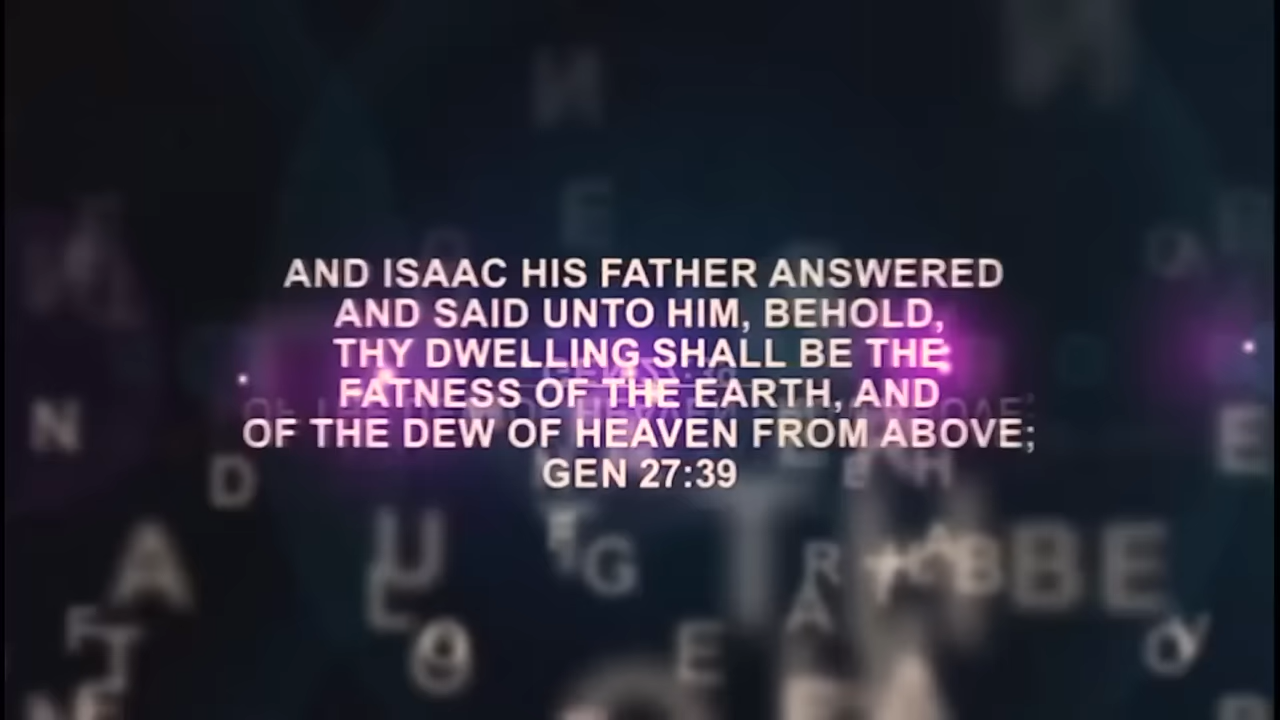 AND ISAAC HIS FATHER ANSWERED
AND SAID UNTO HIM, BEHOLD,
THY DWELLING SHALL BE THE
FATNESS OF THE EARTH, AND
OF THE DEW OF HEAVEN FROM ABOVE;
GEN 27:39